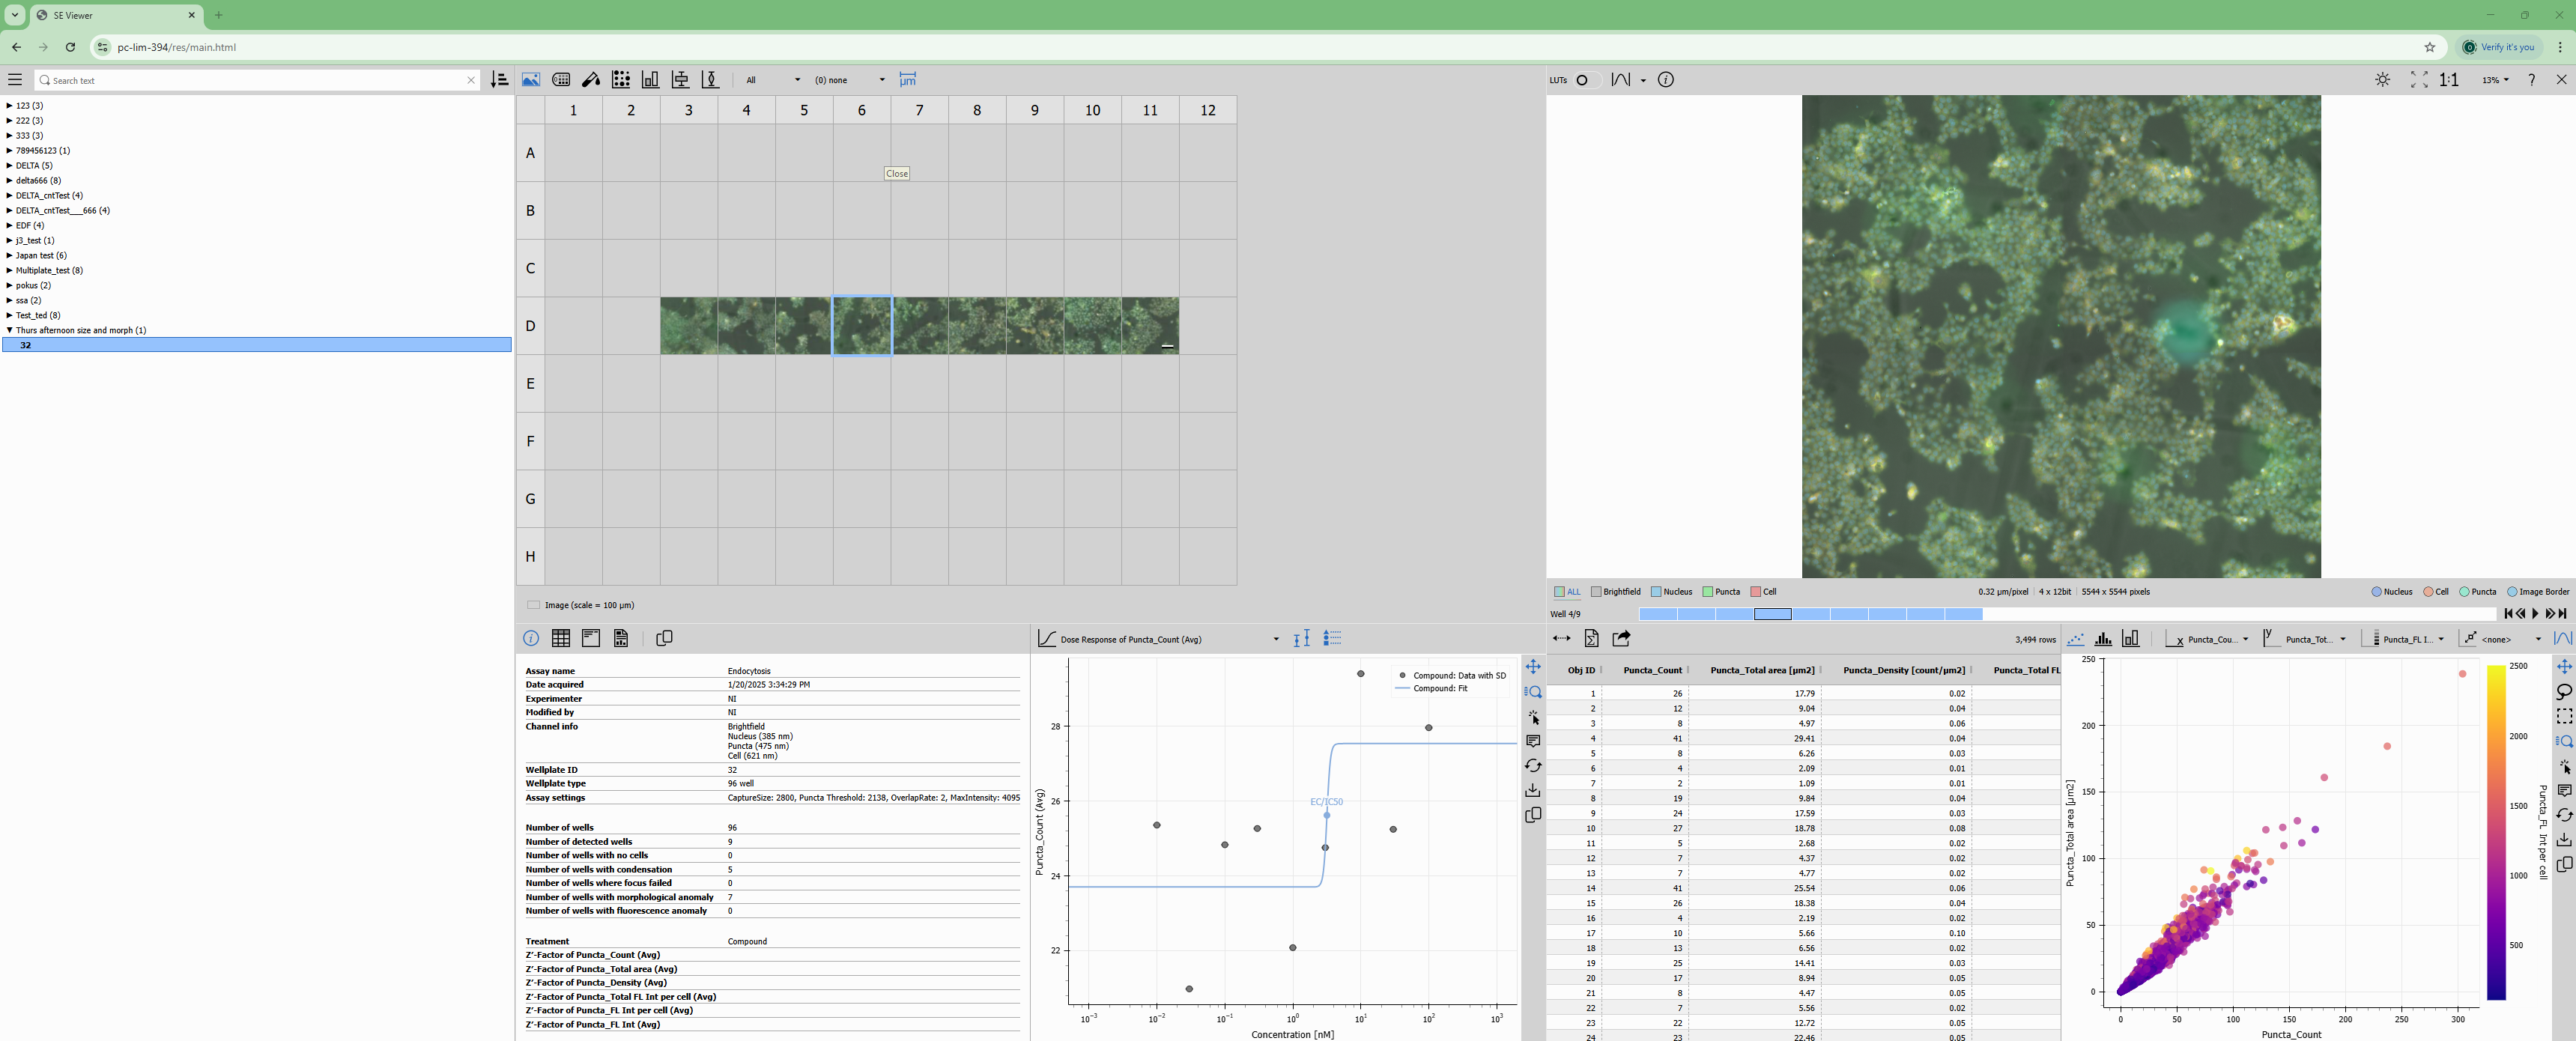 SE Viewer
pc-lim-394/res/main.html
Verify it's you
Search text
All
(0) none
µm
LUTs
1:1
13%
?
123 (3)
222 (3)
333 (3)
789456123 (1)
DELTA (5)
delta666 (8)
DELTA_cntTest (4)
DELTA_cntTest___666 (4)
EDF (4)
j3_test (1)
Japan test (6)
Multiplate_test (8)
pokus (2)
ssa (2)
Test_ted (8)
Thurs afternoon size and morph (1)
32
1 2 3 4 5 6 7 8 9 10 11 12
A
Close
B
C
D
E
F
G
H
Image (scale = 100 µm)
ALL Brightfield Nucleus Puncta Cell
0.32 µm/pixel 4 x 12bit 5544 x 5544 pixels
Nucleus Cell Puncta Image Border
Well 4/9
Assay name Endocytosis
Date acquired 1/20/2025 3:34:29 PM
Experimenter NI
Modified by NI
Channel info Brightfield
Nucleus (385 nm)
Puncta (475 nm)
Cell (621 nm)
Wellplate ID 32
Wellplate type 96 well
Assay settings CaptureSize: 2800, Puncta Threshold: 2138, OverlapRate: 2, MaxIntensity: 4095
Number of wells 96
Number of detected wells 9
Number of wells with no cells 0
Number of wells with condensation 5
Number of wells where focus failed 0
Number of wells with morphological anomaly 7
Number of wells with fluorescence anomaly 0
Treatment Compound
Z'-Factor of Puncta_Count (Avg)
Z'-Factor of Puncta_Total area (Avg)
Z'-Factor of Puncta_Density (Avg)
Z'-Factor of Puncta_Total FL Int per cell (Avg)
Z'-Factor of Puncta_FL Int per cell (Avg)
Z'-Factor of Puncta_FL Int (Avg)
Dose Response of Puncta_Count (Avg)
Compound: Data with SD
Compound: Fit
Puncta_Count (Avg)
28
26
24
22
EC/IC50
10⁻³ 10⁻² 10⁻¹ 10⁰ 10¹ 10² 10³
Concentration [nM]
3,494 rows
Obj ID Puncta_Count Puncta_Total area [µm2] Puncta_Density [count/µm2] Puncta_Total FL
1 26 17.79 0.02
2 12 9.04 0.04
3 8 4.97 0.06
4 41 29.41 0.04
5 8 6.26 0.03
6 4 2.09 0.01
7 2 1.09 0.01
8 19 9.84 0.04
9 24 17.59 0.03
10 27 18.78 0.08
11 5 2.68 0.02
12 7 4.37 0.02
13 7 4.77 0.02
14 41 25.54 0.06
15 26 18.38 0.04
16 4 2.19 0.02
17 10 5.66 0.10
18 13 6.56 0.02
19 25 14.41 0.03
20 17 8.94 0.05
21 8 4.47 0.05
22 7 5.56 0.02
23 22 12.72 0.05
24 23 22.46 0.05
x Puncta_Cou...
y Puncta_Tot...
Puncta_FL I...
<none>
Puncta_Total area [µm2]
250
200
150
100
50
0
0 50 100 150 200 250 300
Puncta_Count
2500
2000
1500
1000
500
Puncta_FL Int per cell